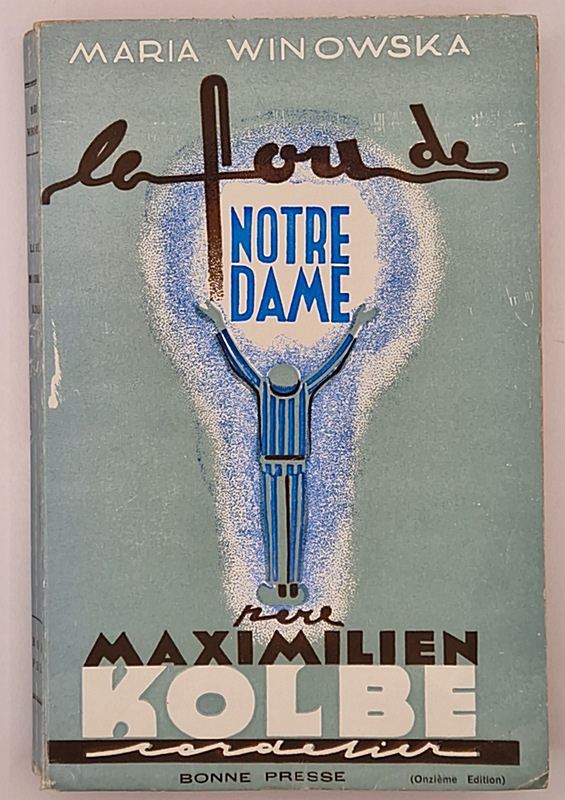 MARIA WINOWSKA
le fou de
NOTRE
DAME
père
MAXIMILIEN
KOLBE
cordelier
BONNE PRESSE (Onzième Edition)